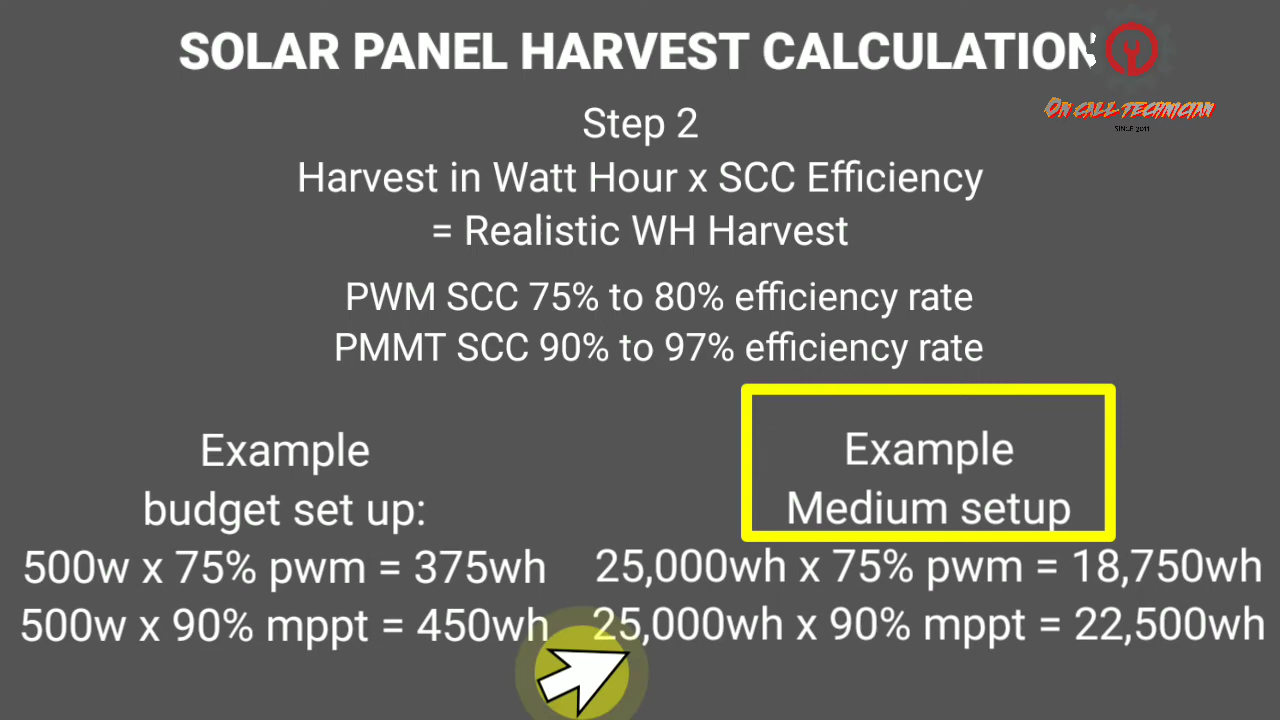 SOLAR PANEL HARVEST CALCULATION
ON CALL TECHNICIAN
SINCE 2011
Step 2
Harvest in Watt Hour x SCC Efficiency
= Realistic WH Harvest
PWM SCC 75% to 80% efficiency rate
PMMT SCC 90% to 97% efficiency rate
Example
budget set up:
500w x 75% pwm = 375wh
500w x 90% mppt = 450wh
Example
Medium setup
25,000wh x 75% pwm = 18,750wh
25,000wh x 90% mppt = 22,500wh